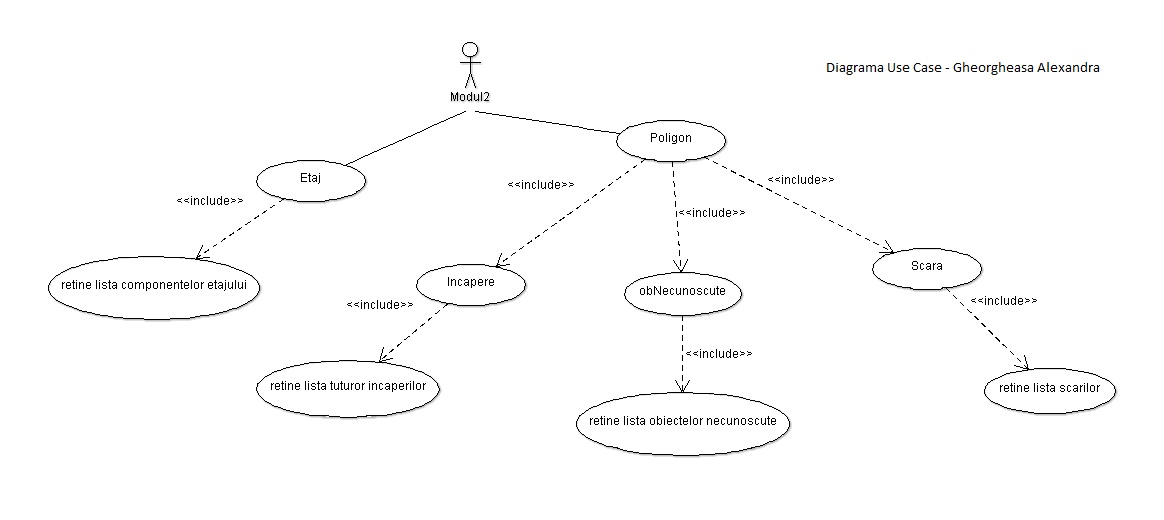 Diagrama Use Case - Gheorgheasa Alexandra
Modul2
Poligon
Etaj
<<include>>
<<include>>
<<include>>
<<include>>
retine lista componentelor etajului
Incapere
obNecunoscute
Scara
<<include>>
<<include>>
<<include>>
retine lista tuturor incaperilor
retine lista obiectelor necunoscute
retine lista scarilor